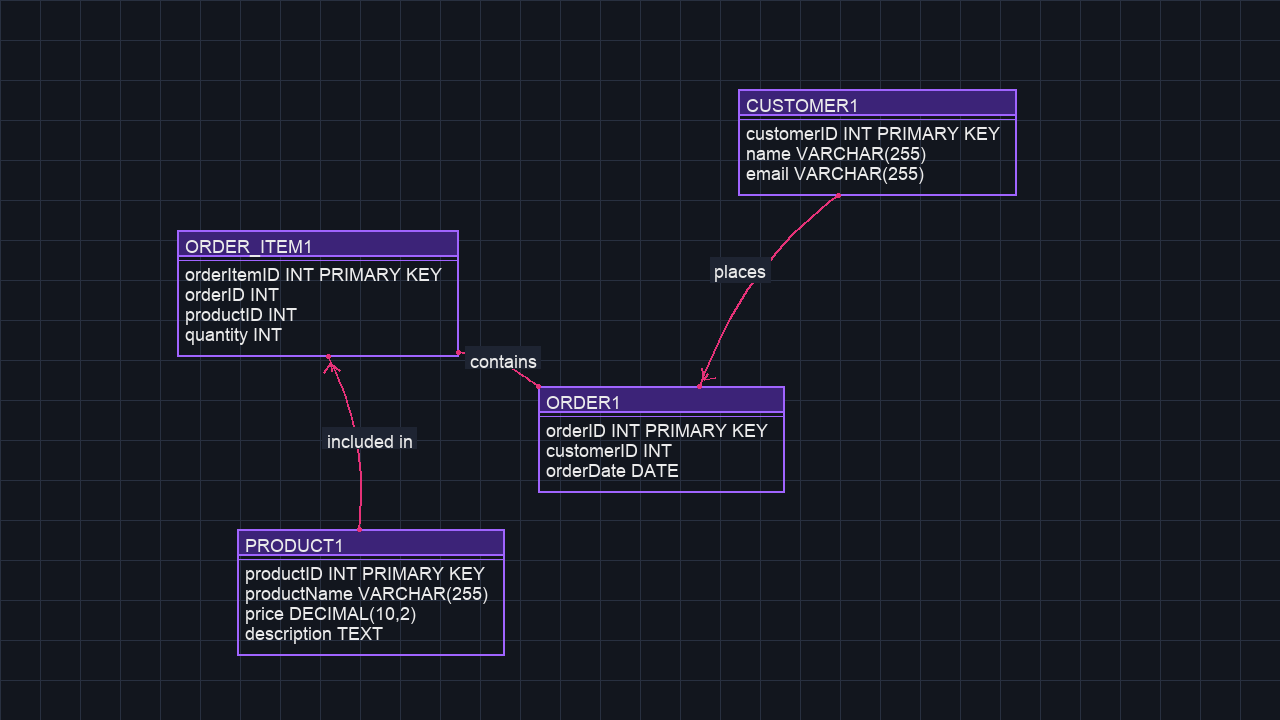 CUSTOMER1
customerID INT PRIMARY KEY
name VARCHAR(255)
email VARCHAR(255)
places
ORDER_ITEM1
orderItemID INT PRIMARY KEY
orderID INT
productID INT
quantity INT
contains
ORDER1
orderID INT PRIMARY KEY
customerID INT
orderDate DATE
included in
PRODUCT1
productID INT PRIMARY KEY
productName VARCHAR(255)
price DECIMAL(10,2)
description TEXT